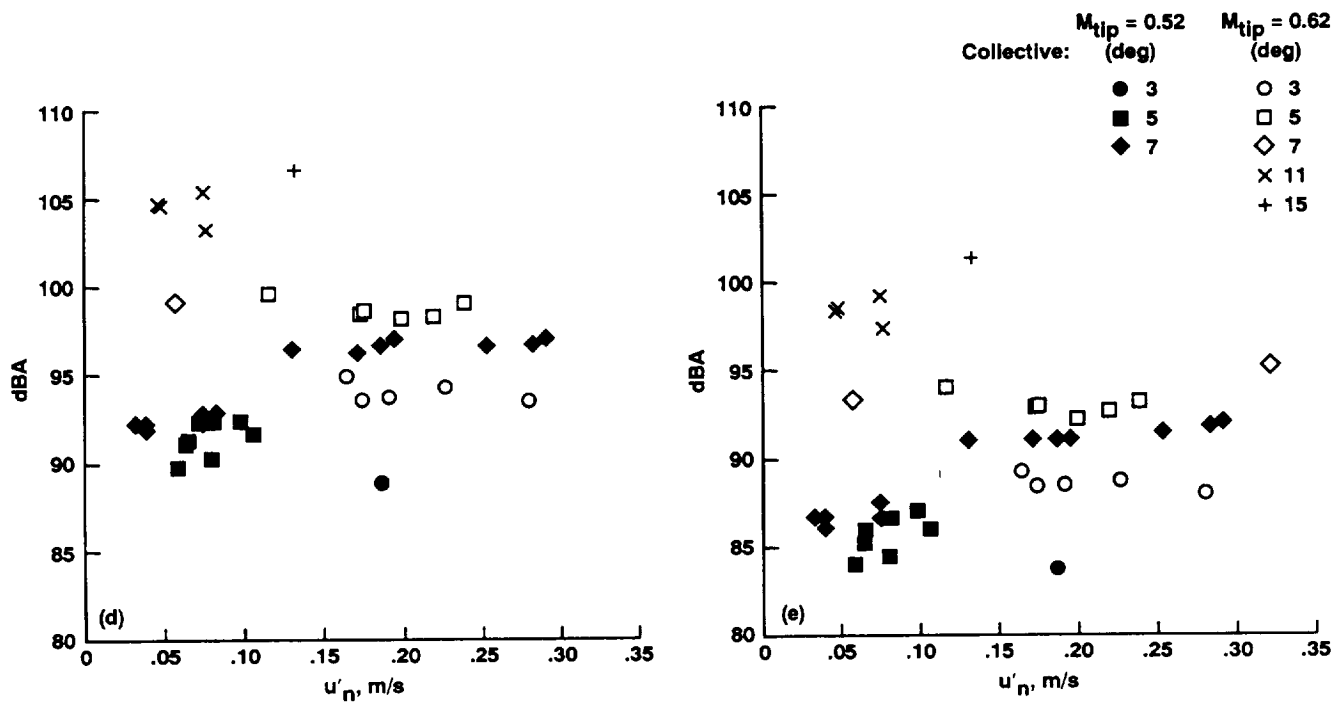 M_tip = 0.52 M_tip = 0.62
Collective: (deg) (deg)
● 3 ○ 3
■ 5 □ 5
◆ 7 ◇ 7
× 11
+ 15
110
105
100
95
90
85
80
dBA
(d)
0 .05 .10 .15 .20 .25 .30 .35
u'n, m/s
110
105
100
95
90
85
80
dBA
(e)
0 .05 .10 .15 .20 .25 .30 .35
u'n, m/s